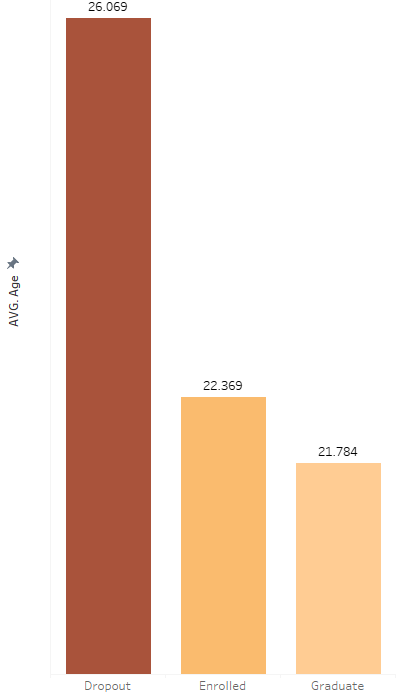 26.069
22.369
21.784
AVG. Age
Dropout
Enrolled
Graduate